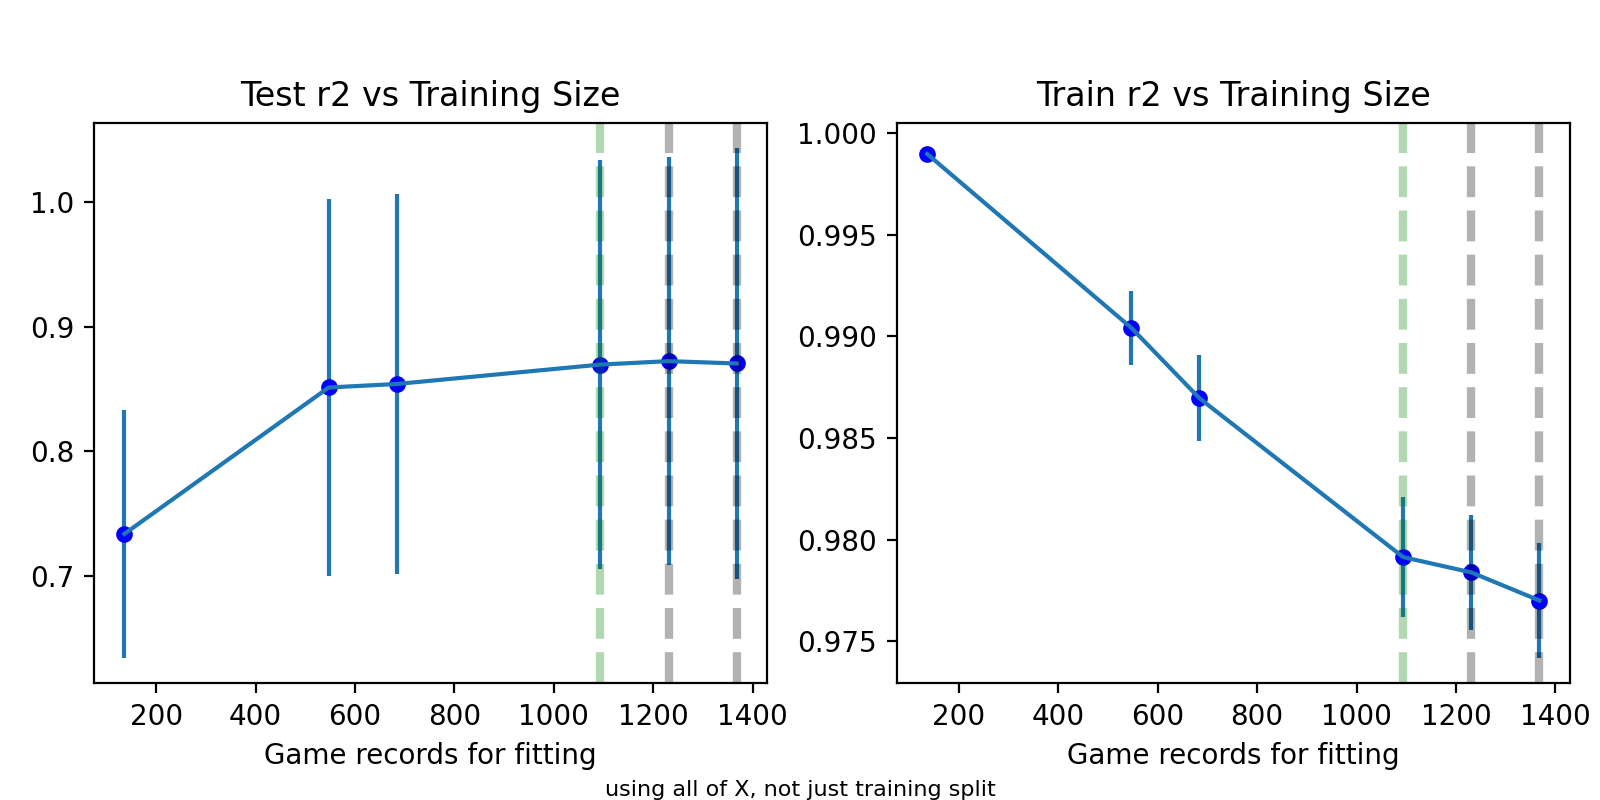 Test r2 vs Training Size
1.0
0.9
0.8
0.7
200 400 600 800 1000 1200 1400
Game records for fitting
Train r2 vs Training Size
1.000
0.995
0.990
0.985
0.980
0.975
200 400 600 800 1000 1200 1400
Game records for fitting
using all of X, not just training split